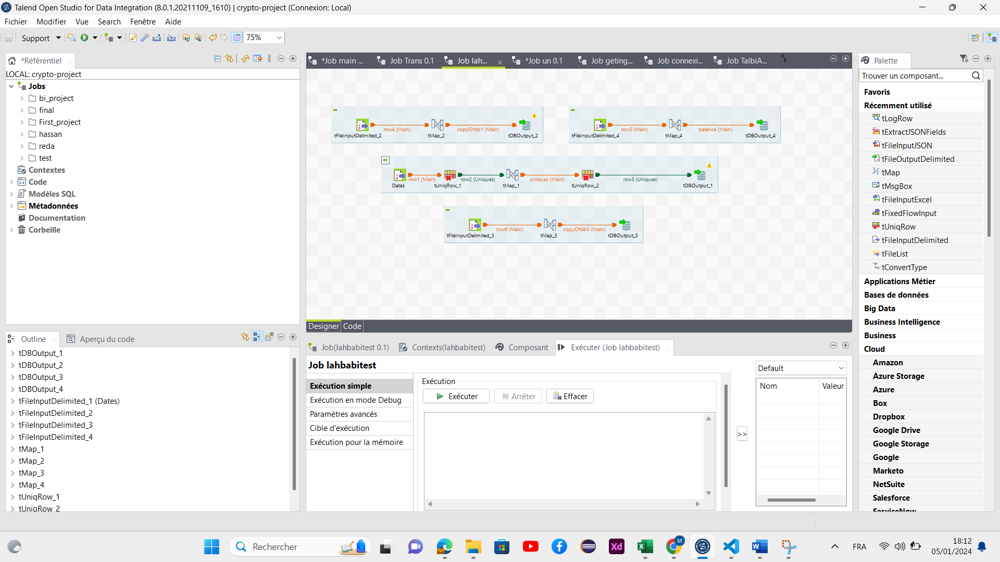 Talend Open Studio for Data Integration (8.0.1.20211109_1610) | crypto-project (Connexion: Local)
Fichier Modifier Vue Search Fenêtre Aide
Support
75%
*Référentiel
LOCAL: crypto-project
Jobs
bi_project
final
First_project
hassan
reda
test
Contextes
Code
Modèles SQL
Métadonnées
Documentation
Corbeille
Outline
Aperçu du code
tDBOutput_1
tDBOutput_2
tDBOutput_3
tDBOutput_4
tFileInputDelimited_1 (Dates)
tFileInputDelimited_2
tFileInputDelimited_3
tFileInputDelimited_4
tMap_1
tMap_2
tMap_3
tMap_4
tUniqRow_1
tUniqRow_2
*Job main ...
Job Trans 0.1
Job lah...
*Job un 0.1
Job geting...
Job connexi...
Job TalbiA...
»1
row4 (Main)
copyOfdb1 (Main)
tFileInputDelimited_2
tMap_2
tDBOutput_2
row5 (Main)
balance (Main)
tFileInputDelimited_4
tMap_4
tDBOutput_4
row1 (Main)
row2 (Uniques)
uniques (Main)
row3 (Uniques)
Dates
tUniqRow_1
tMap_1
tUniqRow_2
tDBOutput_1
row6 (Main)
copyOfdb3 (Main)
tFileInputDelimited_3
tMap_3
tDBOutput_3
Designer
Code
Job(lahbabitest 0.1)
Contexts(lahbabitest)
Composant
Exécuter (Job lahbabitest)
Job lahbabitest
Exécution simple
Exécution en mode Debug
Paramètres avancés
Cible d'exécution
Exécution pour la mémoire
Exécution
Exécuter
Arrêter
Effacer
>>
Default
Nom
Valeur
Palette
Trouver un composant...
Favoris
Récemment utilisé
tLogRow
tExtractJSONFields
tFileInputJSON
tFileOutputDelimited
tMap
tMsgBox
tFileInputExcel
tFixedFlowInput
tUniqRow
tFileInputDelimited
tFileList
tConvertType
Applications Métier
Bases de données
Big Data
Business Intelligence
Business
Cloud
Amazon
Azure Storage
Azure
Box
Dropbox
Google Drive
Google Storage
Google
Marketo
NetSuite
Salesforce
ServiceNow
Rechercher
Xd
M
FRA
18:12
05/01/2024